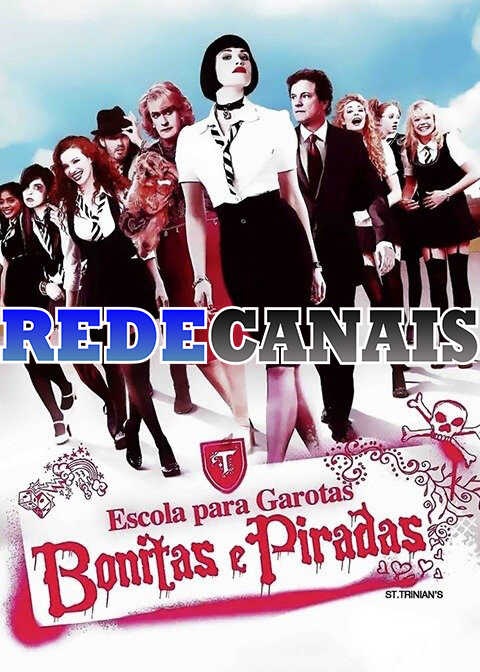 REDECANAIS
T
Escola para Garotas
Bonitas e Piradas
ST.TRINIAN'S